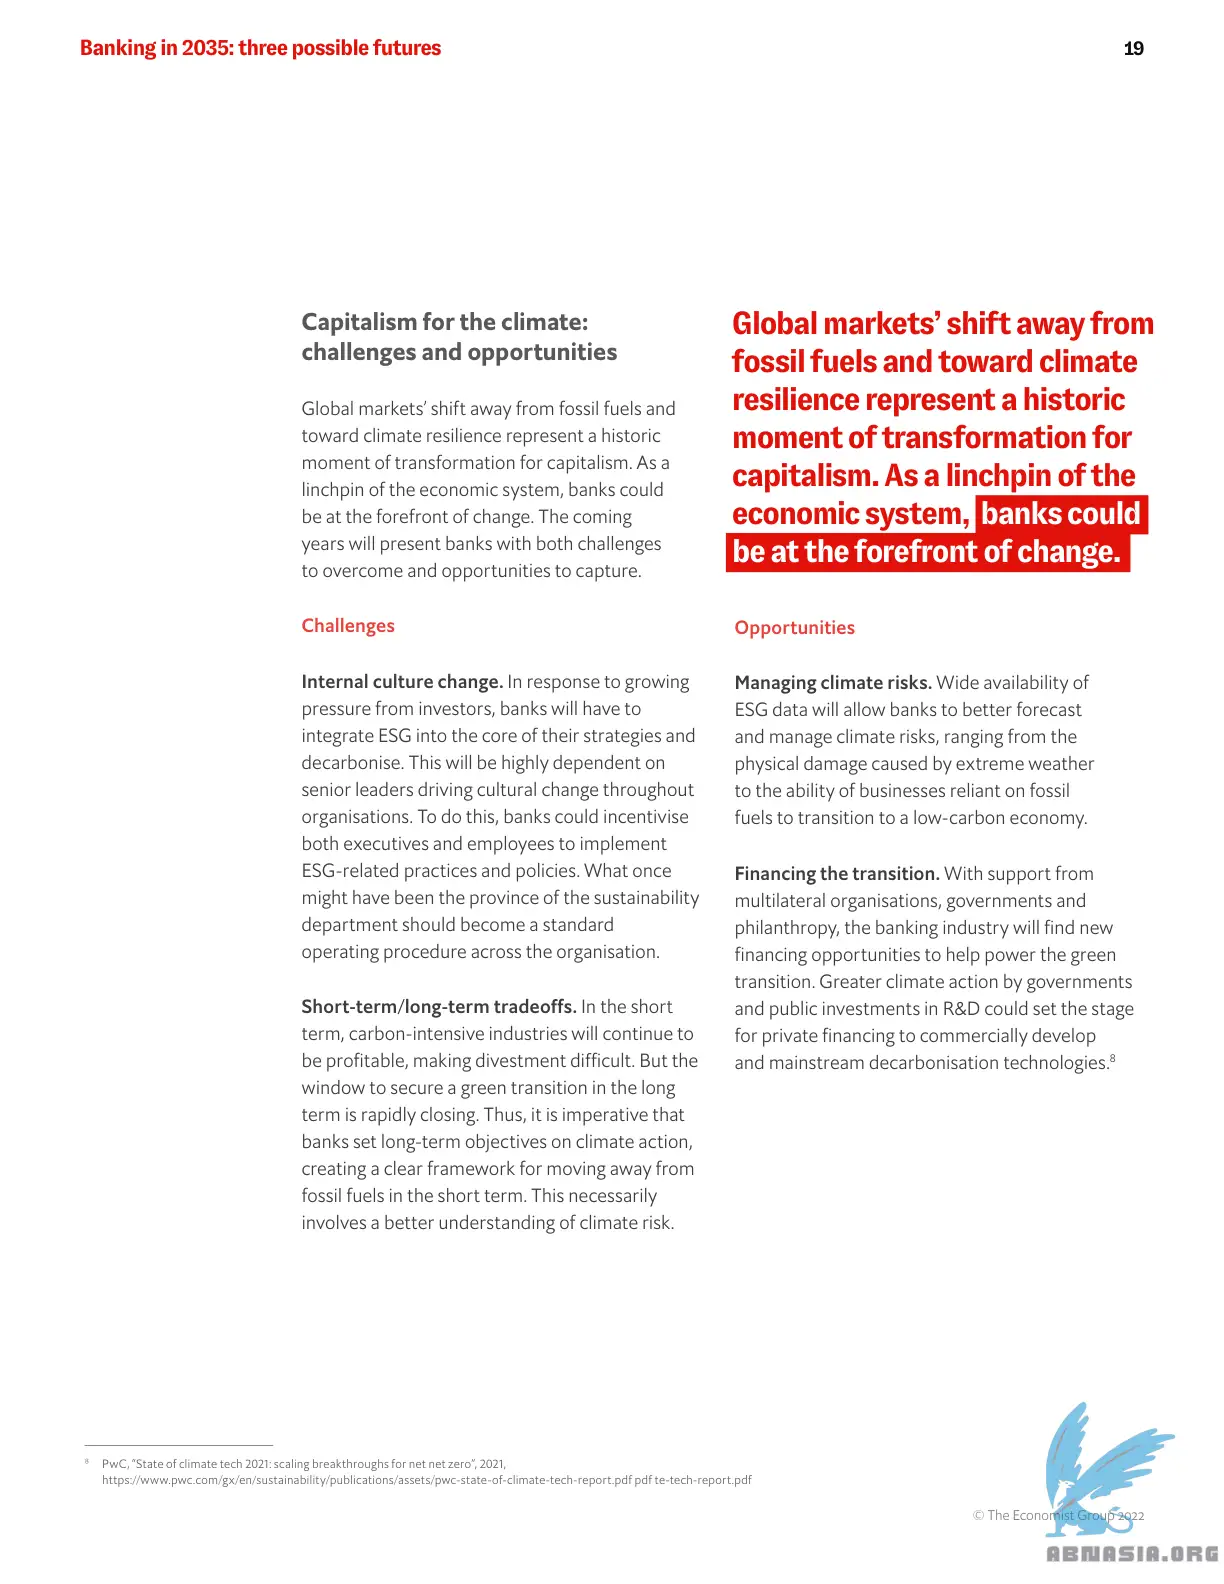 Banking in 2035: three possible futures
19
Capitalism for the climate:
challenges and opportunities
Global markets’ shift away from fossil fuels and
toward climate resilience represent a historic
moment of transformation for capitalism. As a
linchpin of the economic system, banks could
be at the forefront of change. The coming
years will present banks with both challenges
to overcome and opportunities to capture.
Challenges
Internal culture change. In response to growing
pressure from investors, banks will have to
integrate ESG into the core of their strategies and
decarbonise. This will be highly dependent on
senior leaders driving cultural change throughout
organisations. To do this, banks could incentivise
both executives and employees to implement
ESG-related practices and policies. What once
might have been the province of the sustainability
department should become a standard
operating procedure across the organisation.
Short-term/long-term tradeoffs. In the short
term, carbon-intensive industries will continue to
be profitable, making divestment difficult. But the
window to secure a green transition in the long
term is rapidly closing. Thus, it is imperative that
banks set long-term objectives on climate action,
creating a clear framework for moving away from
fossil fuels in the short term. This necessarily
involves a better understanding of climate risk.
Global markets’ shift away from
fossil fuels and toward climate
resilience represent a historic
moment of transformation for
capitalism. As a linchpin of the
economic system, banks could
be at the forefront of change.
Opportunities
Managing climate risks. Wide availability of
ESG data will allow banks to better forecast
and manage climate risks, ranging from the
physical damage caused by extreme weather
to the ability of businesses reliant on fossil
fuels to transition to a low-carbon economy.
Financing the transition. With support from
multilateral organisations, governments and
philanthropy, the banking industry will find new
financing opportunities to help power the green
transition. Greater climate action by governments
and public investments in R&D could set the stage
for private financing to commercially develop
and mainstream decarbonisation technologies.8
8 PwC, “State of climate tech 2021: scaling breakthroughs for net net zero”, 2021,
https://www.pwc.com/gx/en/sustainability/publications/assets/pwc-state-of-climate-tech-report.pdf pdf te-tech-report.pdf
© The Economist Group 2022
ABNASIA.ORG